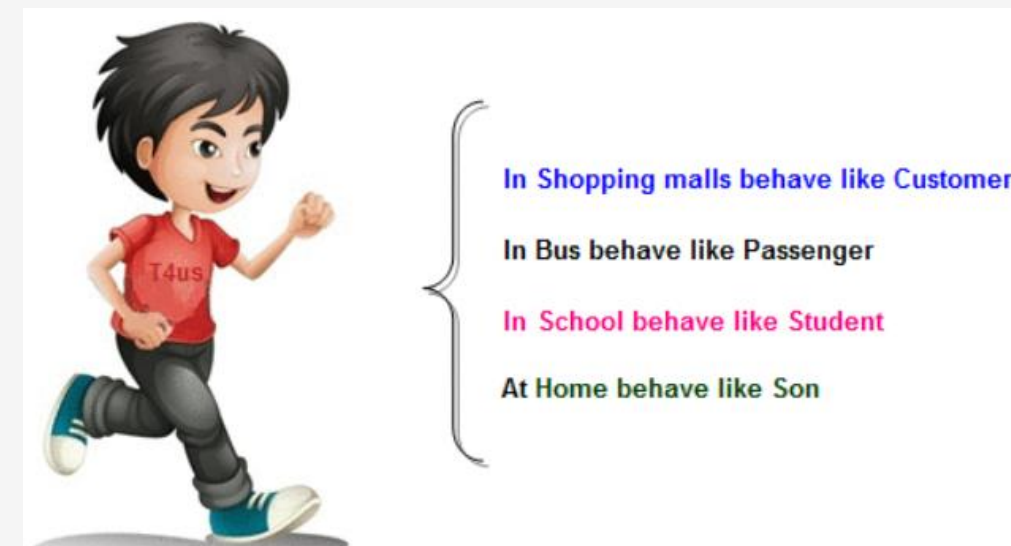 T4us
In Shopping malls behave like Customer
In Bus behave like Passenger
In School behave like Student
At Home behave like Son